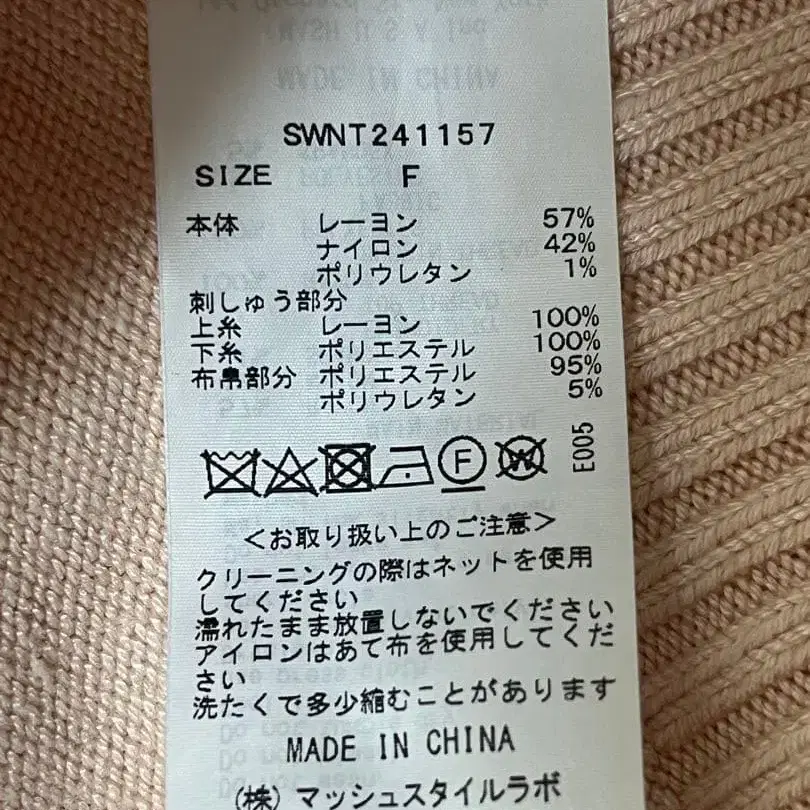 SWNT241157
SIZE F
本体 レーヨン 57%
ナイロン 42%
ポリウレタン 1%
刺しゅう部分
上糸 レーヨン 100%
下糸 ポリエステル 100%
布帛部分 ポリエステル 95%
ポリウレタン 5%
F W E005
<お取り扱い上のご注意>
クリーニングの際はネットを使用
してください
濡れたまま放置しないでください
アイロンはあて布を使用してくだ
さい
洗たくで多少縮むことがあります
MADE IN CHINA
(株)マッシュスタイルラボ